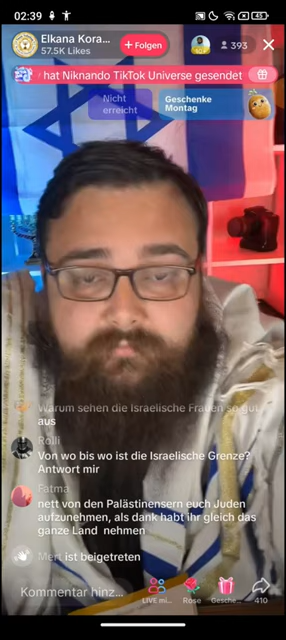 02:39
45
Elkana Kora...
57.5K Likes
+ Folgen
393
hat Niknando TikTok Universe gesendet
Nicht
erreicht
Geschenke
Montag
Warum sehen die Israelische Frauen so gut
aus
Rolli
Von wo bis wo ist die Israelische Grenze?
Antwort mir
Fatma
nett von den Palästinensern euch Juden
aufzunehmen, als dank habt ihr gleich das
ganze Land nehmen
Mert ist beigetreten
Kommentar hinz...
LIVE mi...
Rose
Gesche...
410